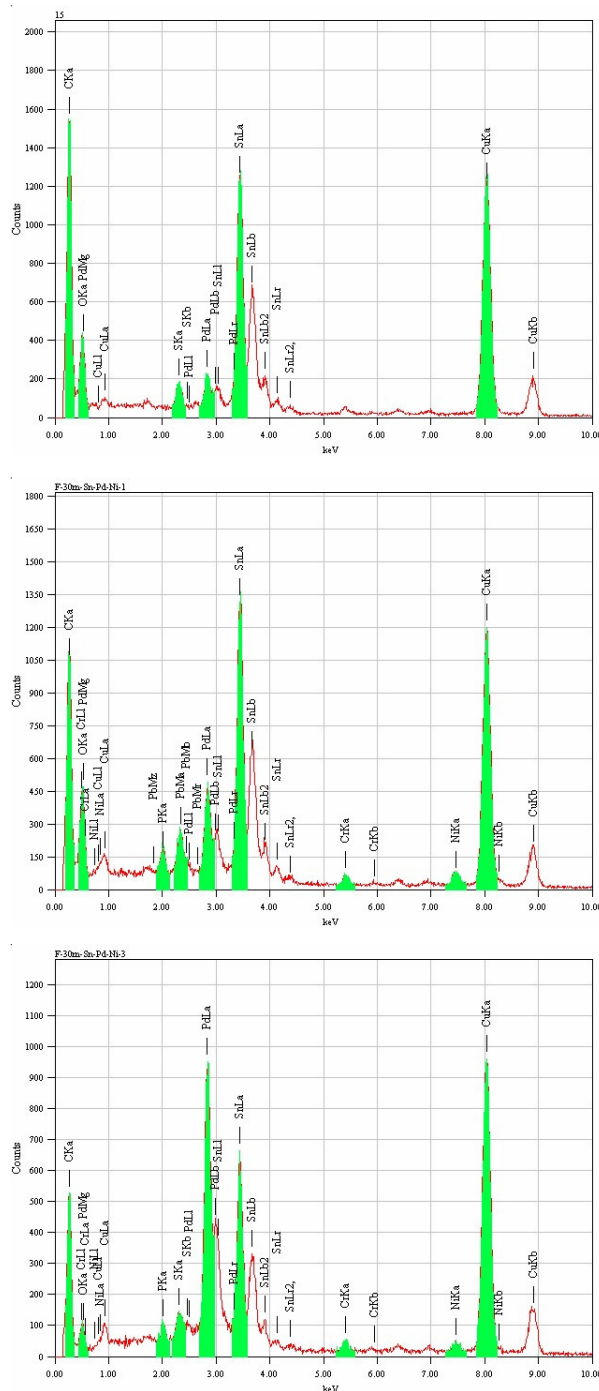 15
2000
1800
1600
1400
1200
1000
800
600
400
200
0
Counts
CKa
OKa PdMg
CuLl
CuLa
SKa
SKb
PdLl
PdLa
PdLb SnLl
PdLr
SnLa
SnLb
SnLb2
SnLr
SnLr2,
CuKa
CuKb
0.00 1.00 2.00 3.00 4.00 5.00 6.00 7.00 8.00 9.00 10.00
keV
F-30m-Sn-Pd-Ni-1
1800
1650
1500
1350
1200
1050
900
750
600
450
300
150
0
Counts
CKa
OKa CrLl PdMg
CrLa
NiLl
NiLa CuLl
CuLa
PbMz
PKa
PbMa PbMb
PdLl
PbMr
PdLa
PdLb SnLl
PdLr
SnLa
SnLb
SnLb2
SnLr
SnLr2,
CrKa
CrKb
NiKa
CuKa
NiKb
CuKb
0.00 1.00 2.00 3.00 4.00 5.00 6.00 7.00 8.00 9.00 10.00
keV
F-30m-Sn-Pd-Ni-3
1200
1100
1000
900
800
700
600
500
400
300
200
100
0
Counts
CKa
OKa CrLl PdMg
CrLa
NiLl
NiLa CuLl
CuLa
PKa
SKa
SKb PdLl
PdLa
PdLb SnLl
PdLr
SnLa
SnLb
SnLb2
SnLr
SnLr2,
CrKa
CrKb
NiKa
CuKa
NiKb
CuKb
0.00 1.00 2.00 3.00 4.00 5.00 6.00 7.00 8.00 9.00 10.00
keV